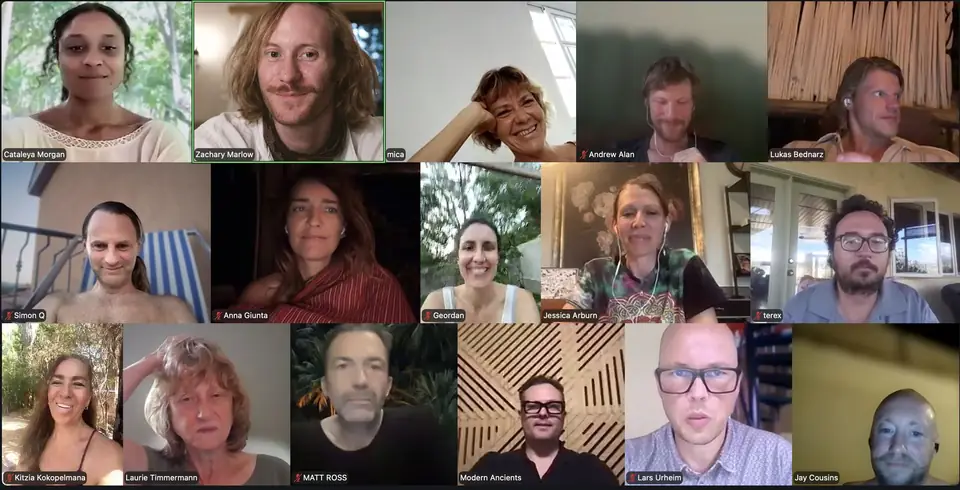 Cataleya Morgan
Zachary Marlow
mica
Andrew Alan
Lukas Bednarz
Simon Q
Anna Giunta
Geordan
Jessica Arburn
terex
Kitzia Kokopelmana
Laurie Timmermann
MATT ROSS
Modern Ancients
Lars Urheim
Jay Cousins